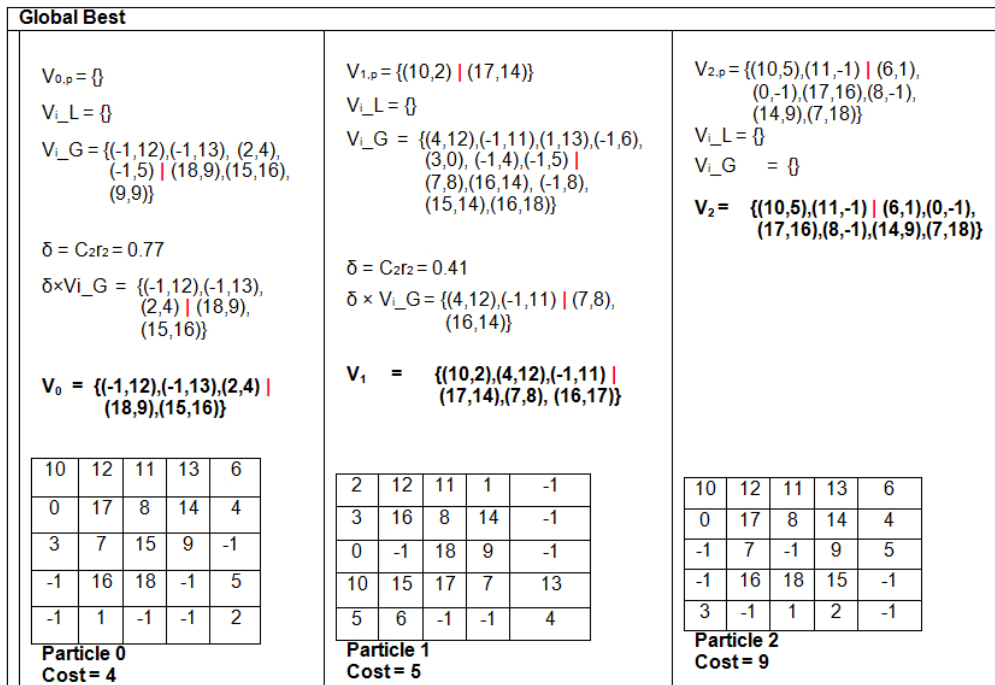 Global Best
V0,p = {}
Vi_L = {}
Vi_G = {(-1,12),(-1,13), (2,4),
(-1,5) | (18,9),(15,16),
(9,9)}
δ = C2r2 = 0.77
δ×Vi_G = {(-1,12),(-1,13),
(2,4) | (18,9),
(15,16)}
V0 = {(-1,12),(-1,13),(2,4) |
(18,9),(15,16)}
10 12 11 13 6
0 17 8 14 4
3 7 15 9 -1
-1 16 18 -1 5
-1 1 -1 -1 2
Particle 0
Cost = 4
V1,p = {(10,2) | (17,14)}
Vi_L = {}
Vi_G = {(4,12),(-1,11),(1,13),(-1,6),
(3,0), (-1,4),(-1,5) |
(7,8),(16,14), (-1,8),
(15,14),(16,18)}
δ = C2r2 = 0.41
δ × Vi_G = {(4,12),(-1,11) | (7,8),
(16,14)}
V1 = {(10,2),(4,12),(-1,11) |
(17,14),(7,8), (16,17)}
2 12 11 1 -1
3 16 8 14 -1
0 -1 18 9 -1
10 15 17 7 13
5 6 -1 -1 4
Particle 1
Cost = 5
V2,p = {(10,5),(11,-1) | (6,1),
(0,-1),(17,16),(8,-1),
(14,9),(7,18)}
Vi_L = {}
Vi_G = {}
V2 = {(10,5),(11,-1) | (6,1),(0,-1),
(17,16),(8,-1),(14,9),(7,18)}
10 12 11 13 6
0 17 8 14 4
-1 7 -1 9 5
-1 16 18 15 -1
3 -1 1 2 -1
Particle 2
Cost = 9